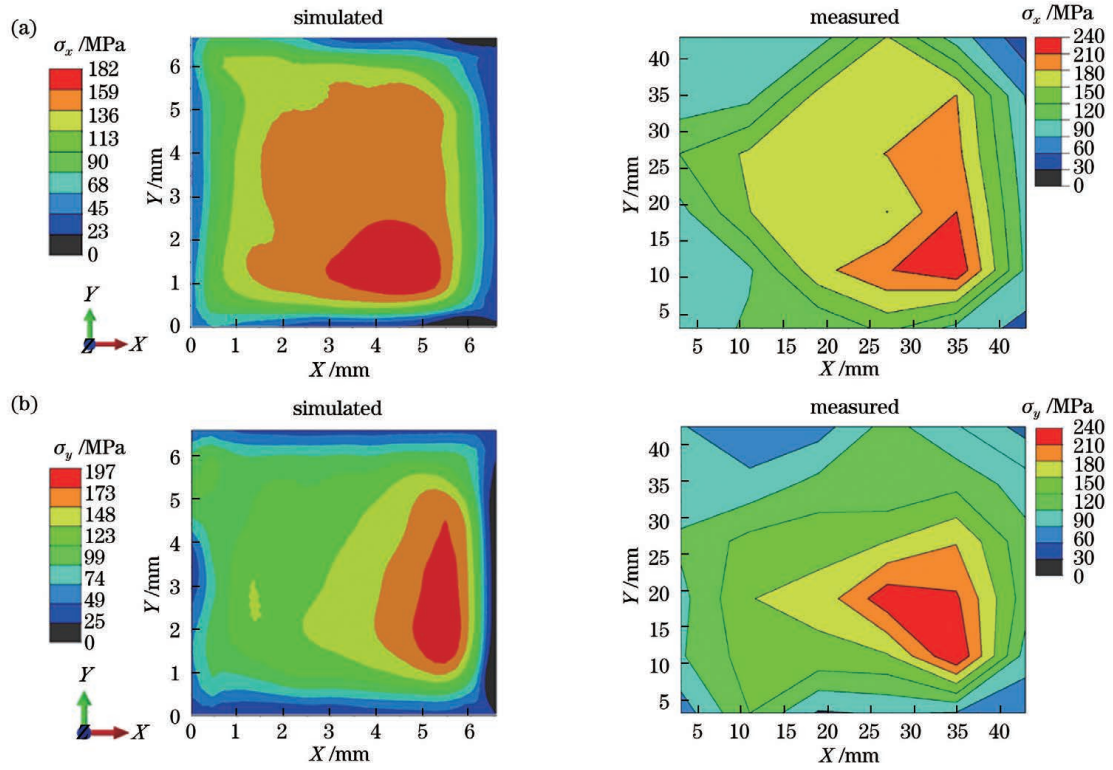 (a)
simulated
measured
σx /MPa
182
159
136
113
90
68
45
23
0
Y
Z
X
Y/mm
6
5
4
3
2
1
0
0 1 2 3 4 5 6
X/mm
Y/mm
40
35
30
25
20
15
10
5
5 10 15 20 25 30 35 40
X/mm
σx /MPa
240
210
180
150
120
90
60
30
0
(b)
simulated
measured
σy /MPa
197
173
148
123
99
74
49
25
0
Y
Z
X
Y/mm
6
5
4
3
2
1
0
0 1 2 3 4 5 6
X/mm
Y/mm
40
35
30
25
20
15
10
5
5 10 15 20 25 30 35 40
X/mm
σy /MPa
240
210
180
150
120
90
60
30
0